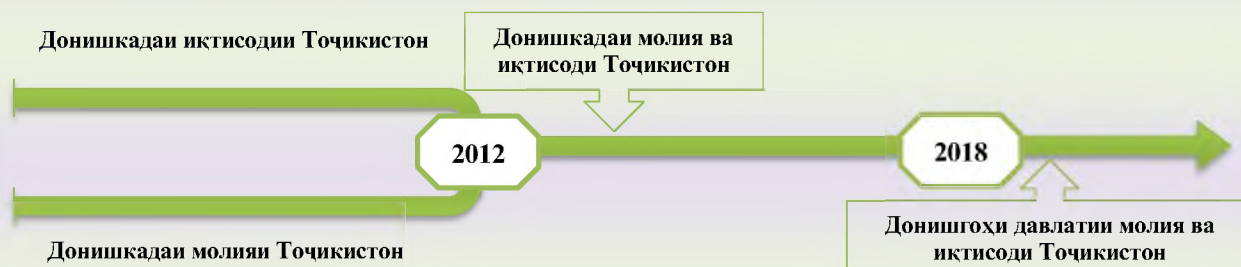 Донишкадаи иқтисодии Тоҷикистон
Донишкадаи молия ва
иқтисоди Тоҷикистон
2012
2018
Донишкадаи молияи Тоҷикистон
Донишгоҳи давлатии молия ва
иқтисоди Тоҷикистон